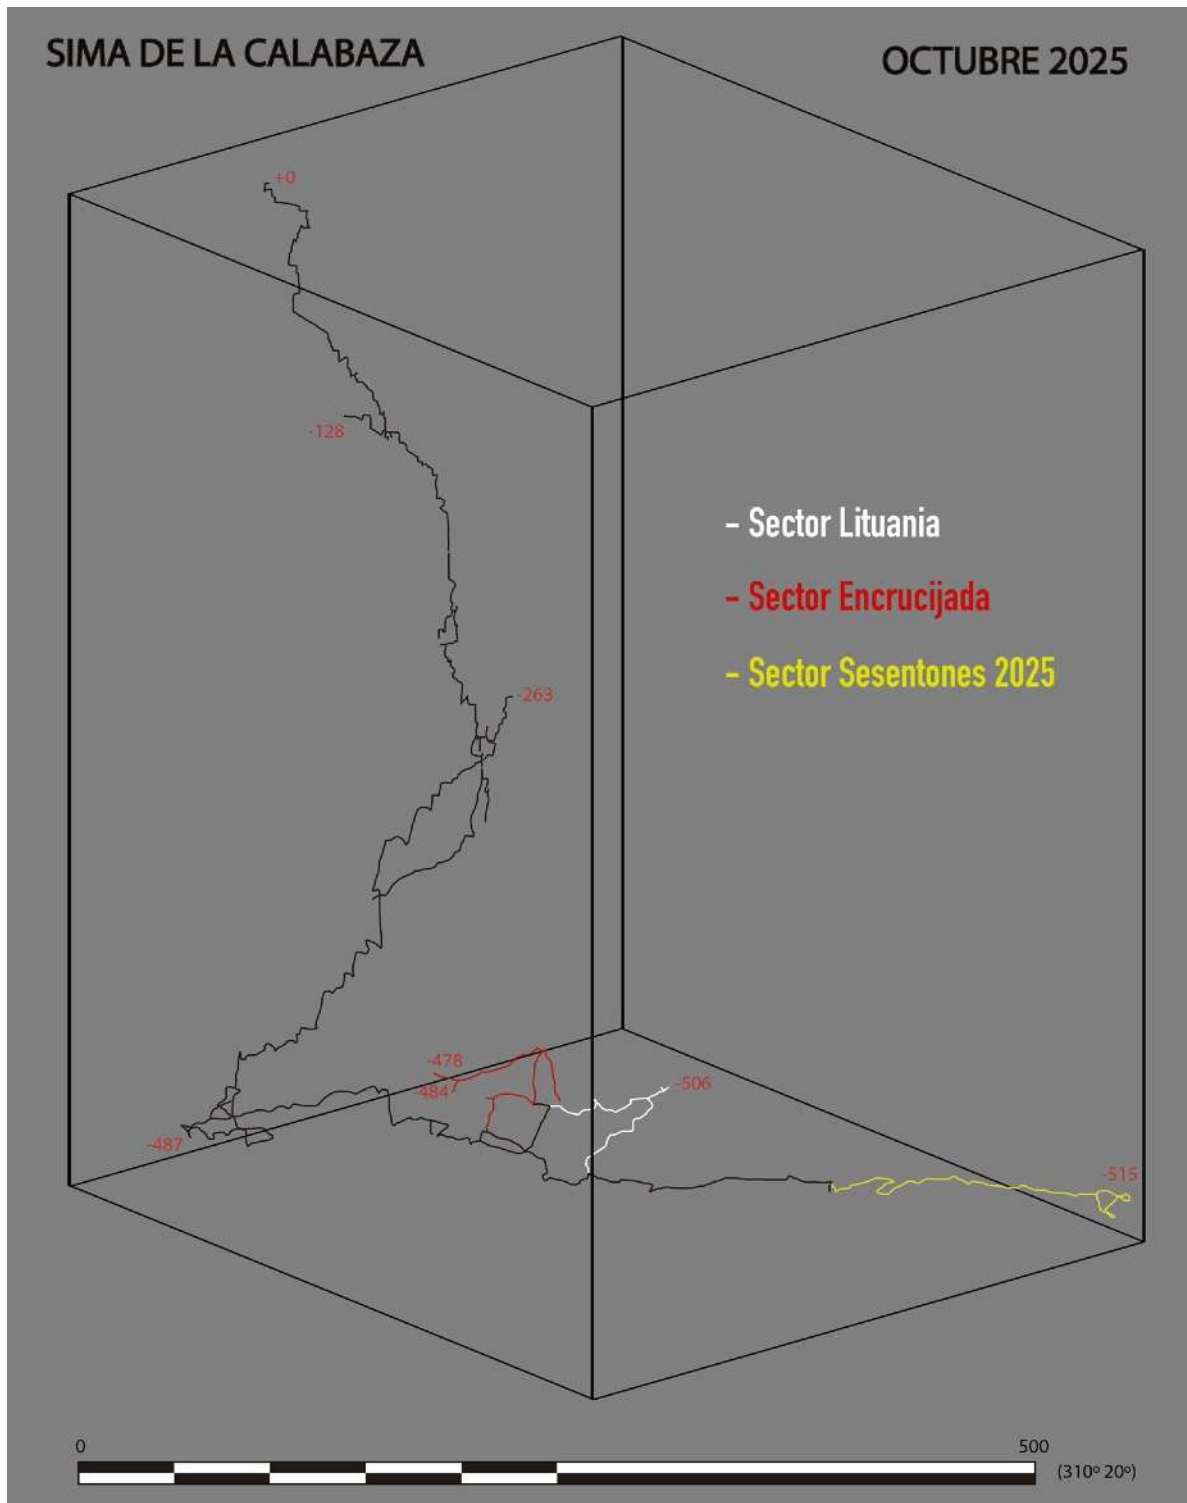 SIMA DE LA CALABAZA
OCTUBRE 2025
+0
-128
- Sector Lituania
- Sector Encrucijada
- Sector Sesentones 2025
-263
-478
-484
-506
-487
-515
0
500
(310º 20º)